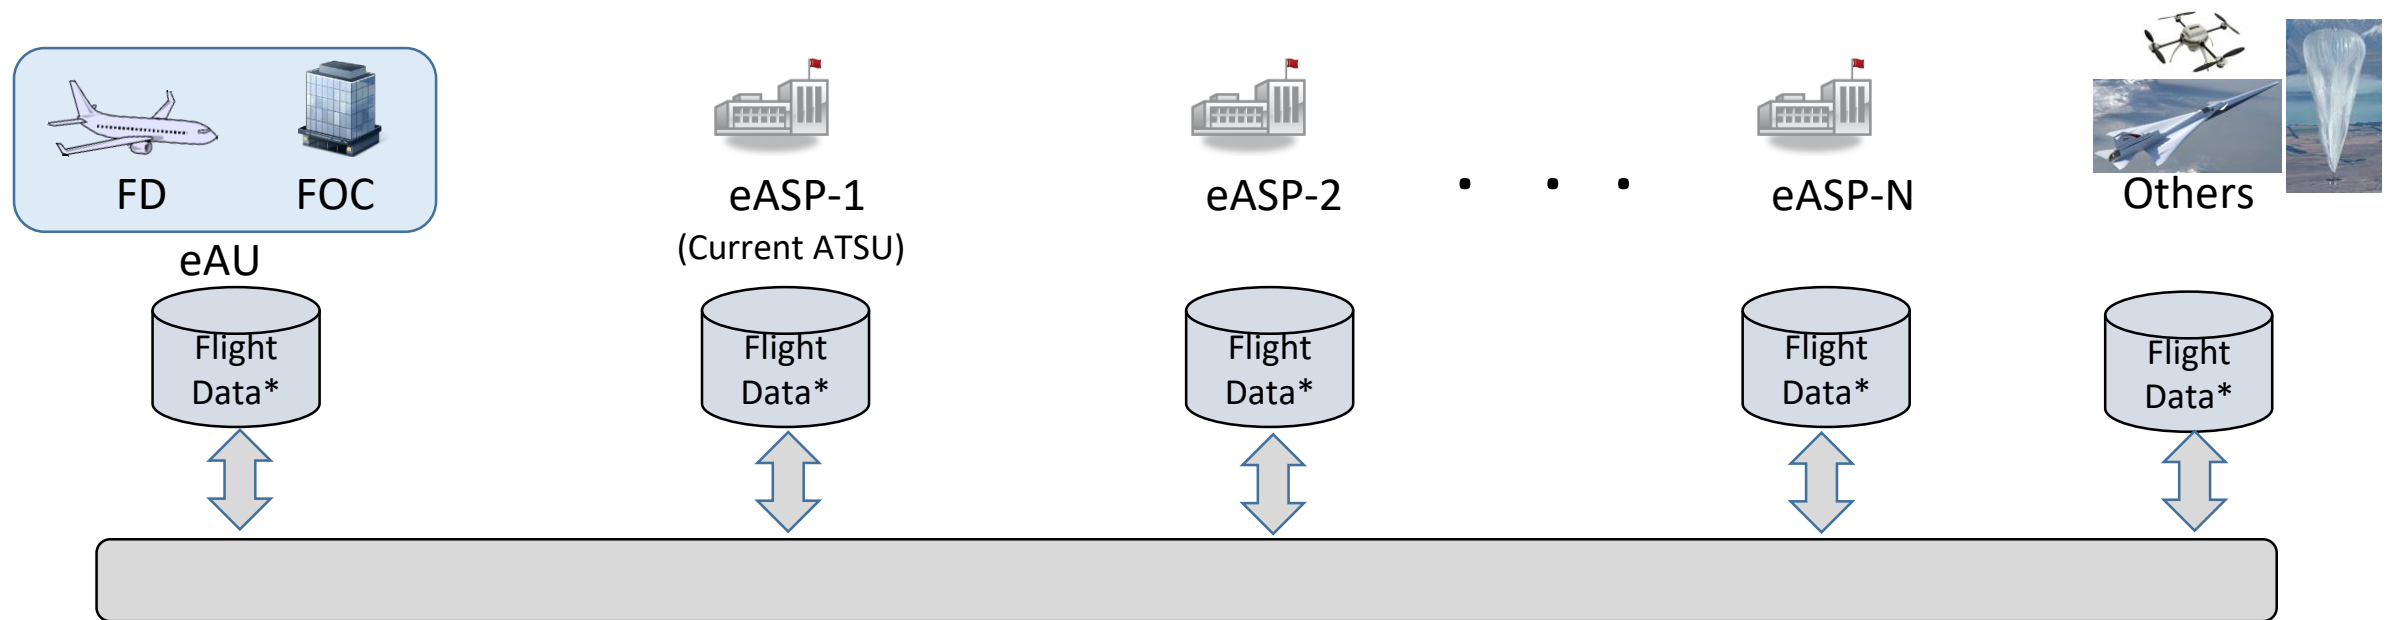 FD
FOC
eAU
eASP-1
(Current ATSU)
eASP-2
. . .
eASP-N
Others
Flight
Data*
Flight
Data*
Flight
Data*
Flight
Data*
Flight
Data*